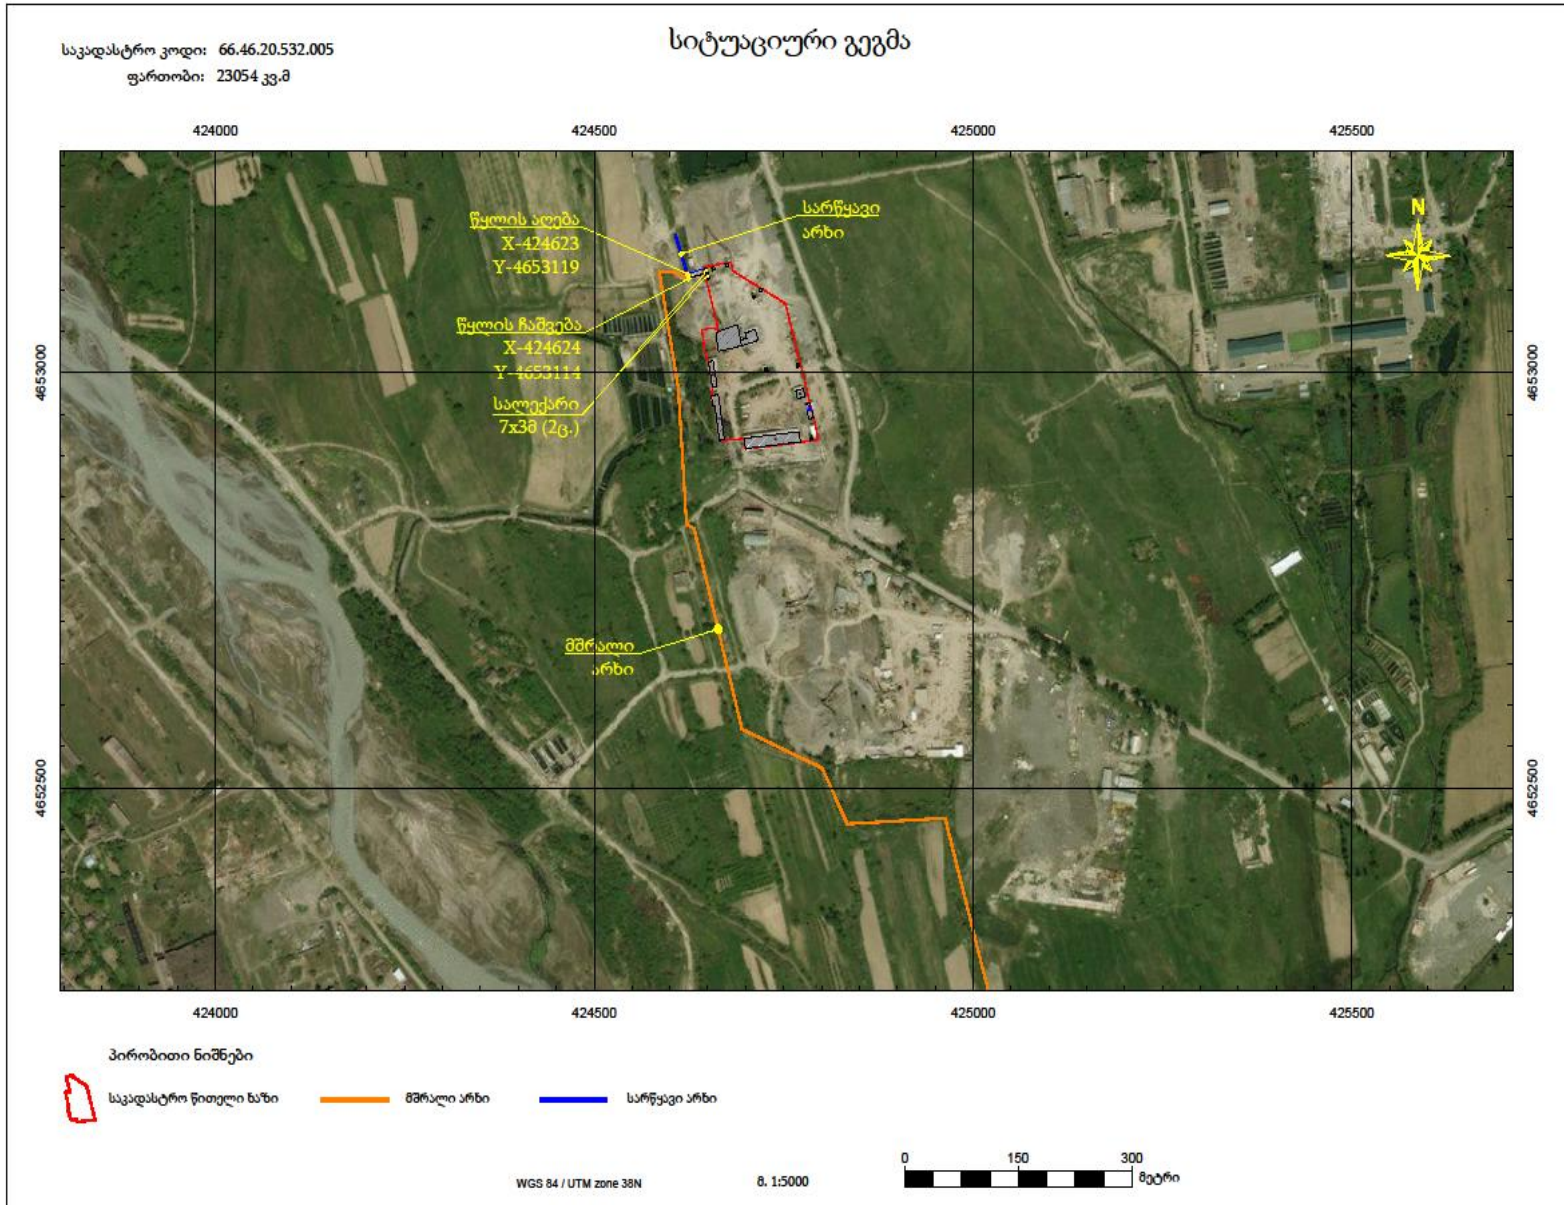 სიტუაციური გეგმა
საკადასტრო კოდი: 66.46.20.532.005
ფართობი: 23054 კვ.მ
424000 424500 425000 425500
წყლის აღება
X-424623
Y-4653119
სარწყავი
არხი
N
წყლის ჩაშვება
X-424624
Y-4653114
4653000 4653000
სალექარი
7x3მ (2ც.)
მშრალი
არხი
4652500 4652500
424000 424500 425000 425500
პირობითი ნიშნები
საკადასტრო წითელი ხაზი მშრალი არხი სარწყავი არხი
0 150 300
მეტრი
WGS 84 / UTM zone 38N მ. 1:5000